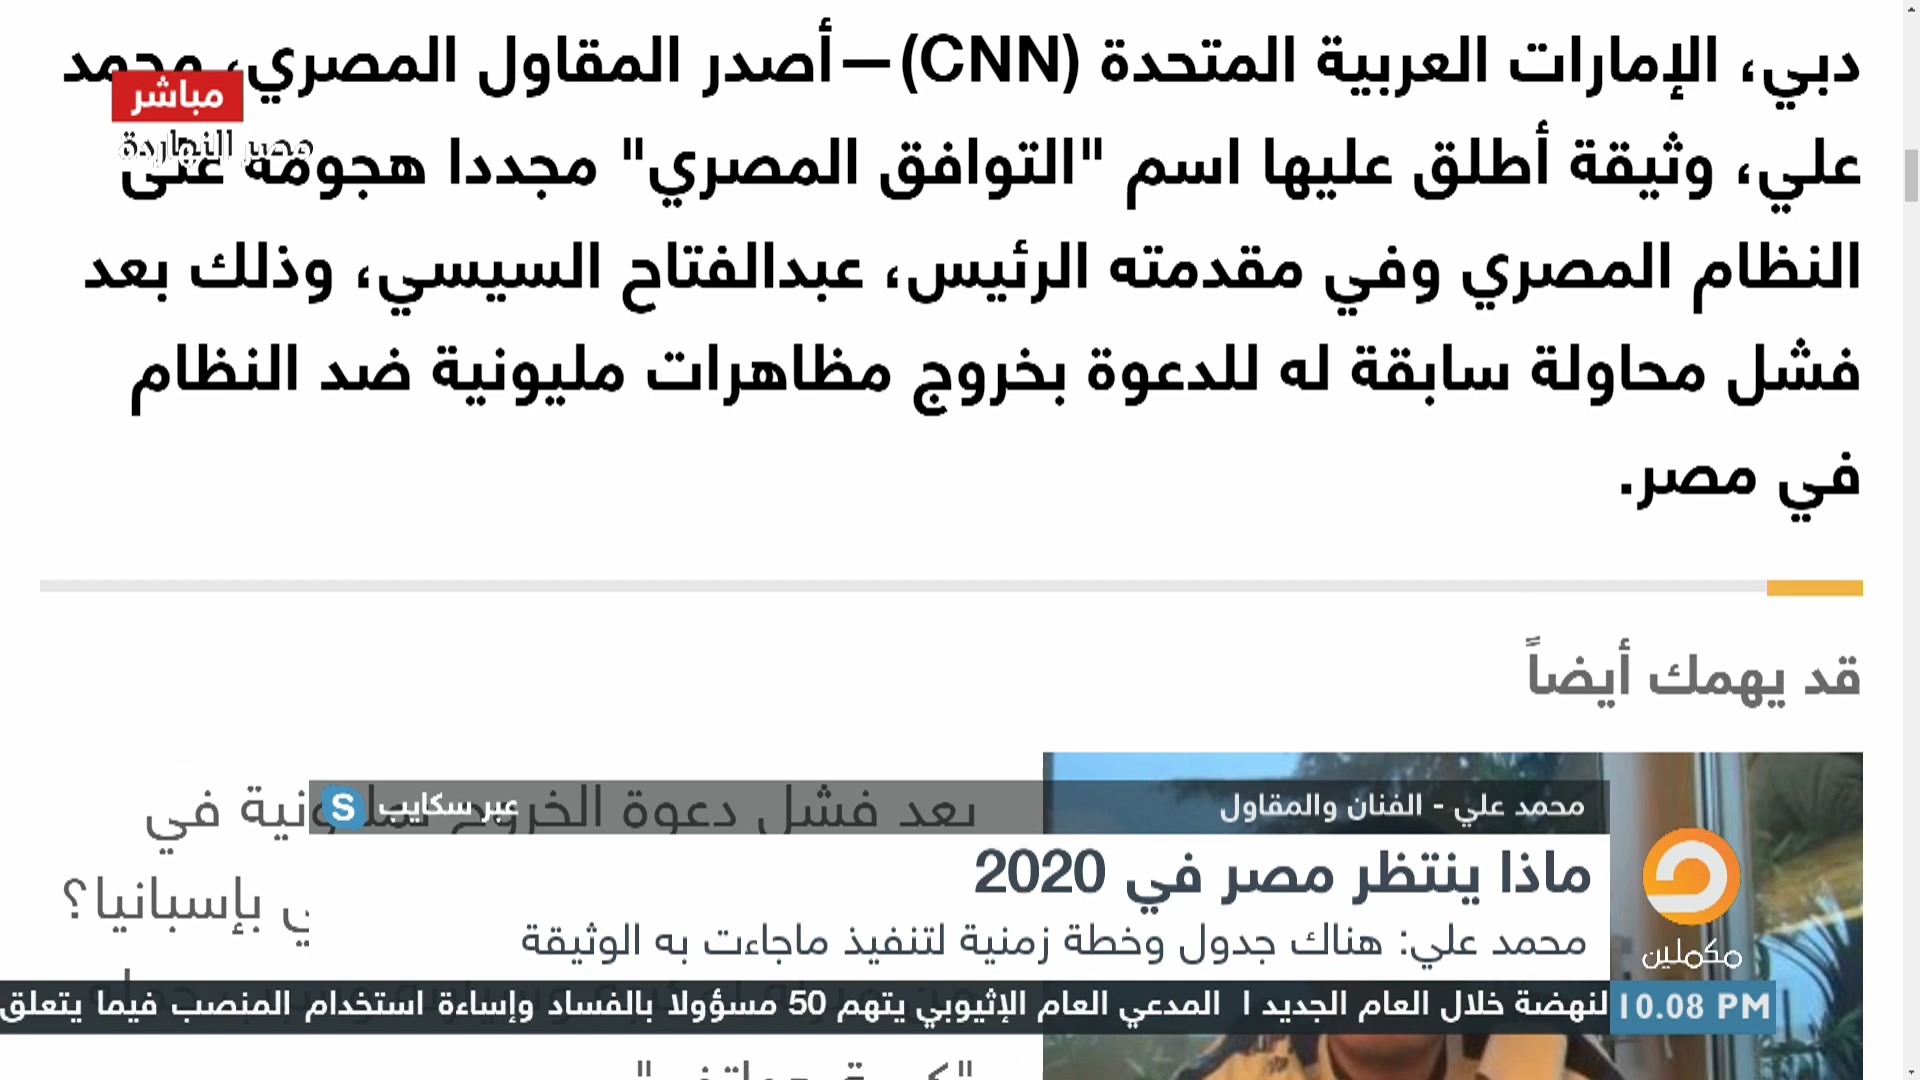 دبي، الإمارات العربية المتحدة (CNN)—أصدر المقاول المصري، محمد
علي، وثيقة أطلق عليها اسم "التوافق المصري" مجددا هجومه على
النظام المصري وفي مقدمته الرئيس، عبدالفتاح السيسي، وذلك بعد
فشل محاولة سابقة له للدعوة بخروج مظاهرات مليونية ضد النظام
في مصر.
مباشر
مصر النهاردة
قد يهمك أيضاً
بعد فشل دعوة الخروج في
بإسبانيا؟
محمد علي - الفنان والمقاول
عبر سكايب
ماذا ينتظر مصر في 2020
محمد علي: هناك جدول وخطة زمنية لتنفيذ ماجاءت به الوثيقة
مكملين
لنهضة خلال العام الجديد ا المدعي العام الإثيوبي يتهم 50 مسؤولا بالفساد وإساءة استخدام المنصب فيما يتعلق
10.08 PM